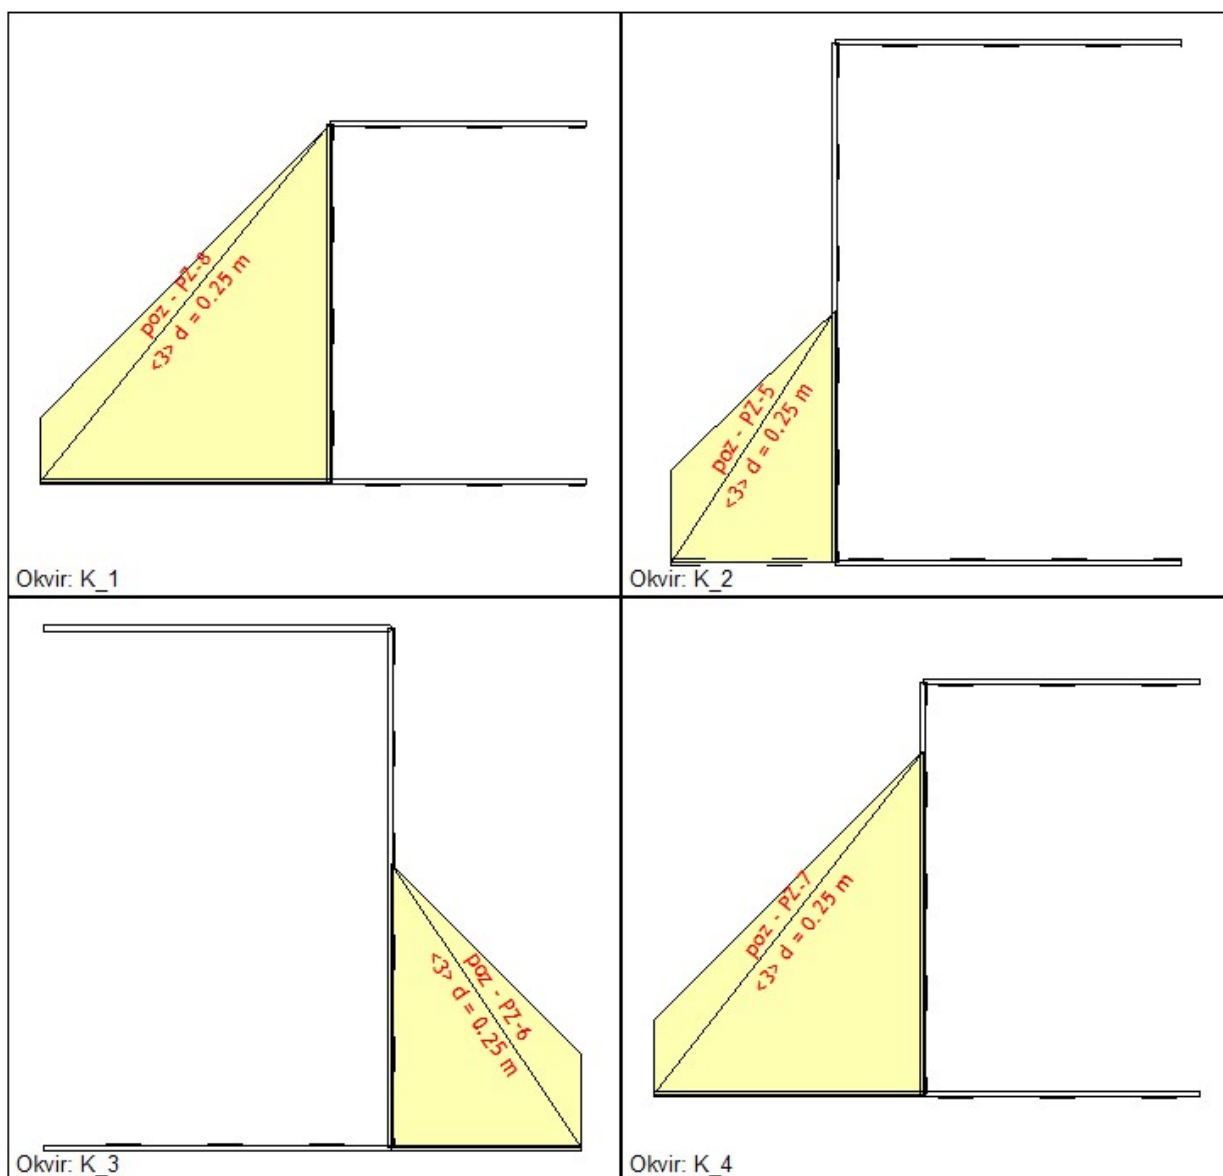 poz - PZ-8
<3> d = 0.25 m
Okvir: K_1
poz - PZ-5
<3> d = 0.25 m
Okvir: K_2
poz - PZ-6
<3> d = 0.25 m
Okvir: K_3
poz - PZ-7
<3> d = 0.25 m
Okvir: K_4